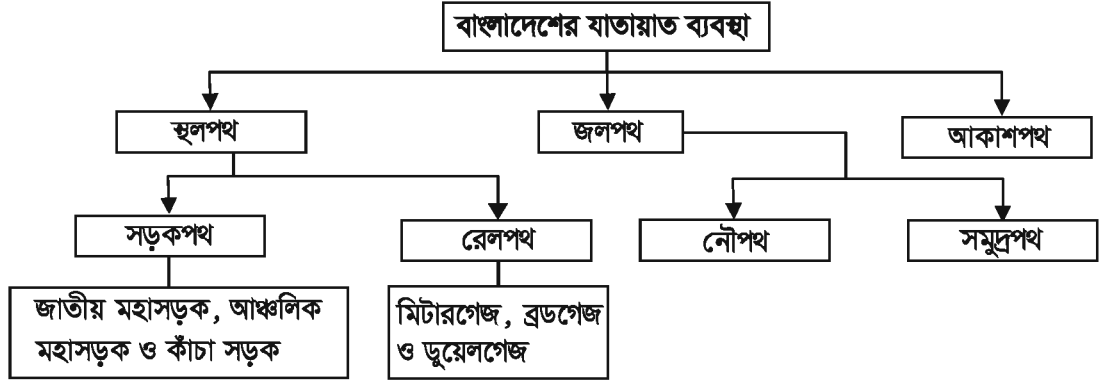 বাংলাদেশের যাতায়াত ব্যবস্থা
স্থলপথ
জলপথ
আকাশপথ
সড়কপথ
রেলপথ
নৌপথ
সমুদ্রপথ
জাতীয় মহাসড়ক, আঞ্চলিক
মহাসড়ক ও কাঁচা সড়ক
মিটারগেজ, ব্রডগেজ
ও ডুয়েলগেজ